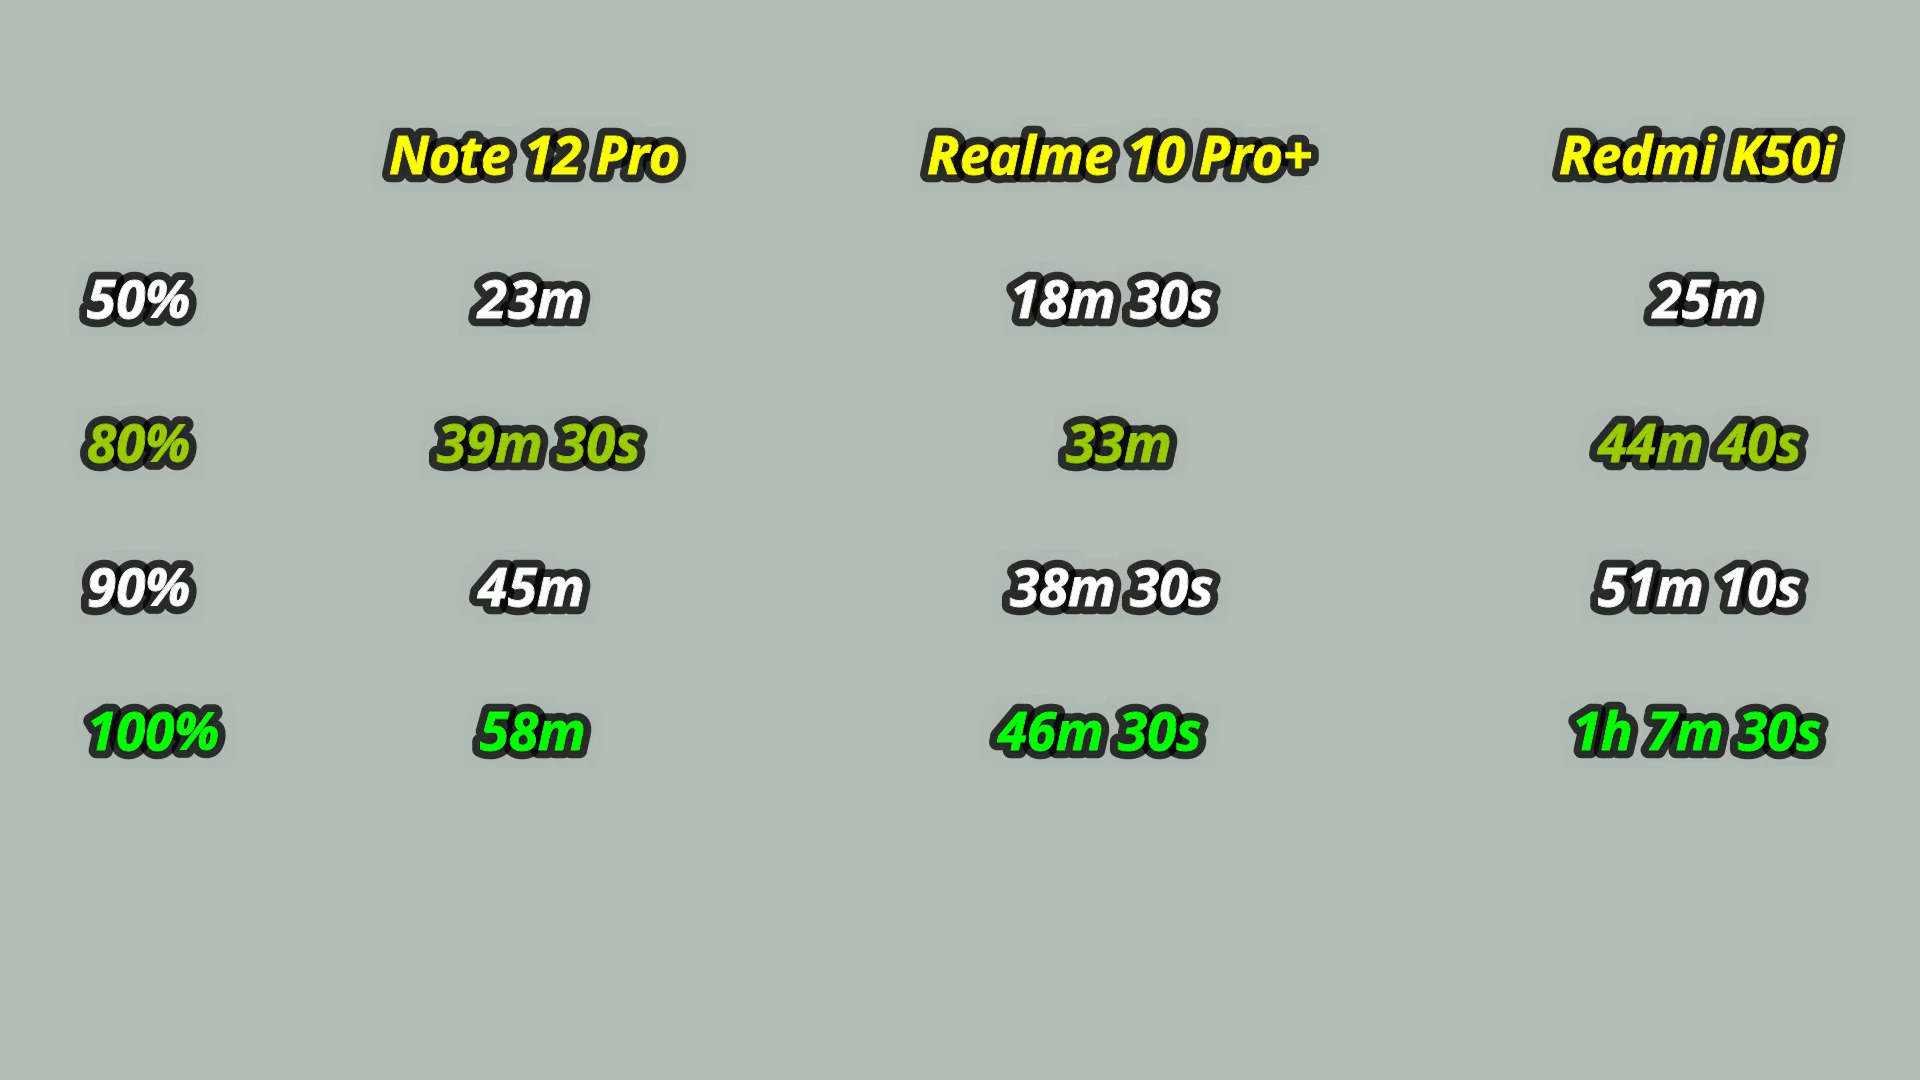 Note 12 Pro Realme 10 Pro+ Redmi K50i
50% 23m 18m 30s 25m
80% 39m 30s 33m 44m 40s
90% 45m 38m 30s 51m 10s
100% 58m 46m 30s 1h 7m 30s